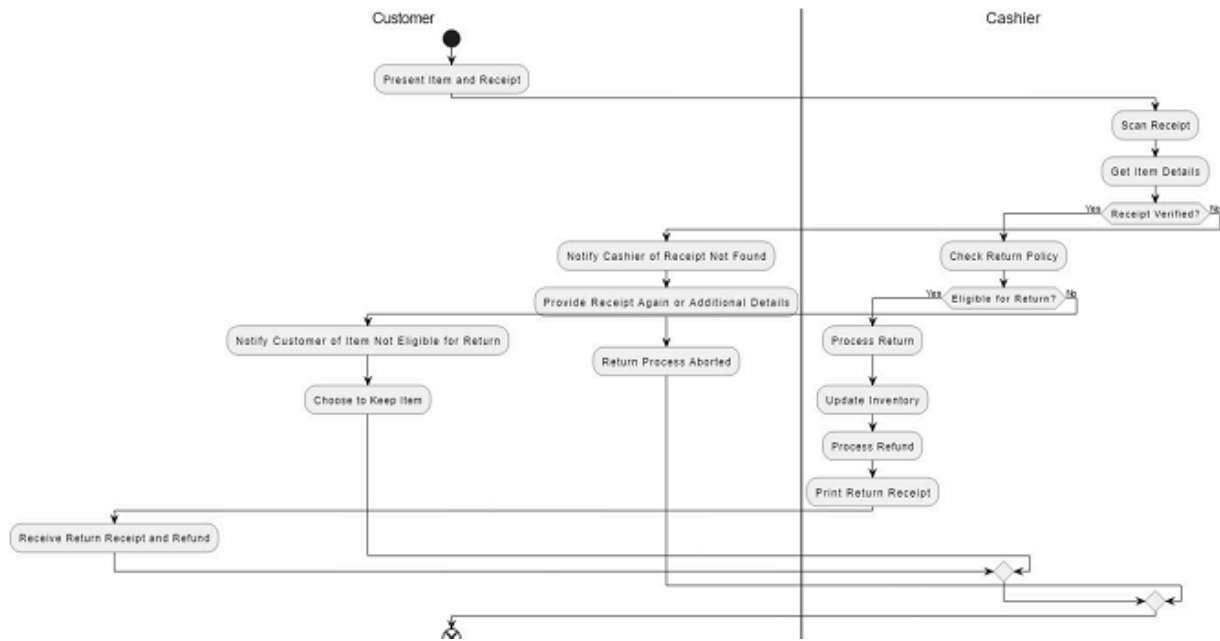 Customer
Cashier
Present Item and Receipt
Scan Receipt
Get Item Details
Yes
Receipt Verified?
No
Notify Cashier of Receipt Not Found
Check Return Policy
Provide Receipt Again or Additional Details
Yes
Eligible for Return?
No
Notify Customer of Item Not Eligible for Return
Process Return
Return Process Aborted
Choose to Keep Item
Update Inventory
Process Refund
Print Return Receipt
Receive Return Receipt and Refund